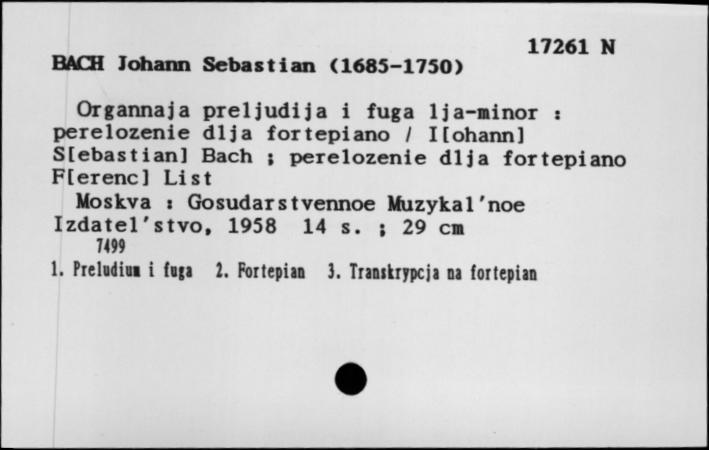 17261 N
BACH Johann Sebastian (1685-1750)
Organnaja preljudija i fuga lja-minor :
perelozenie dlja fortepiano / I[ohann]
S[ebastian] Bach ; perelozenie dlja fortepiano
F[erenc] List
Moskva : Gosudarstvennoe Muzykal'noe
Izdatel'stvo, 1958 14 s. ; 29 cm
7499
1. Preludium i fuga 2. Fortepian 3. Transkrypcja na fortepian